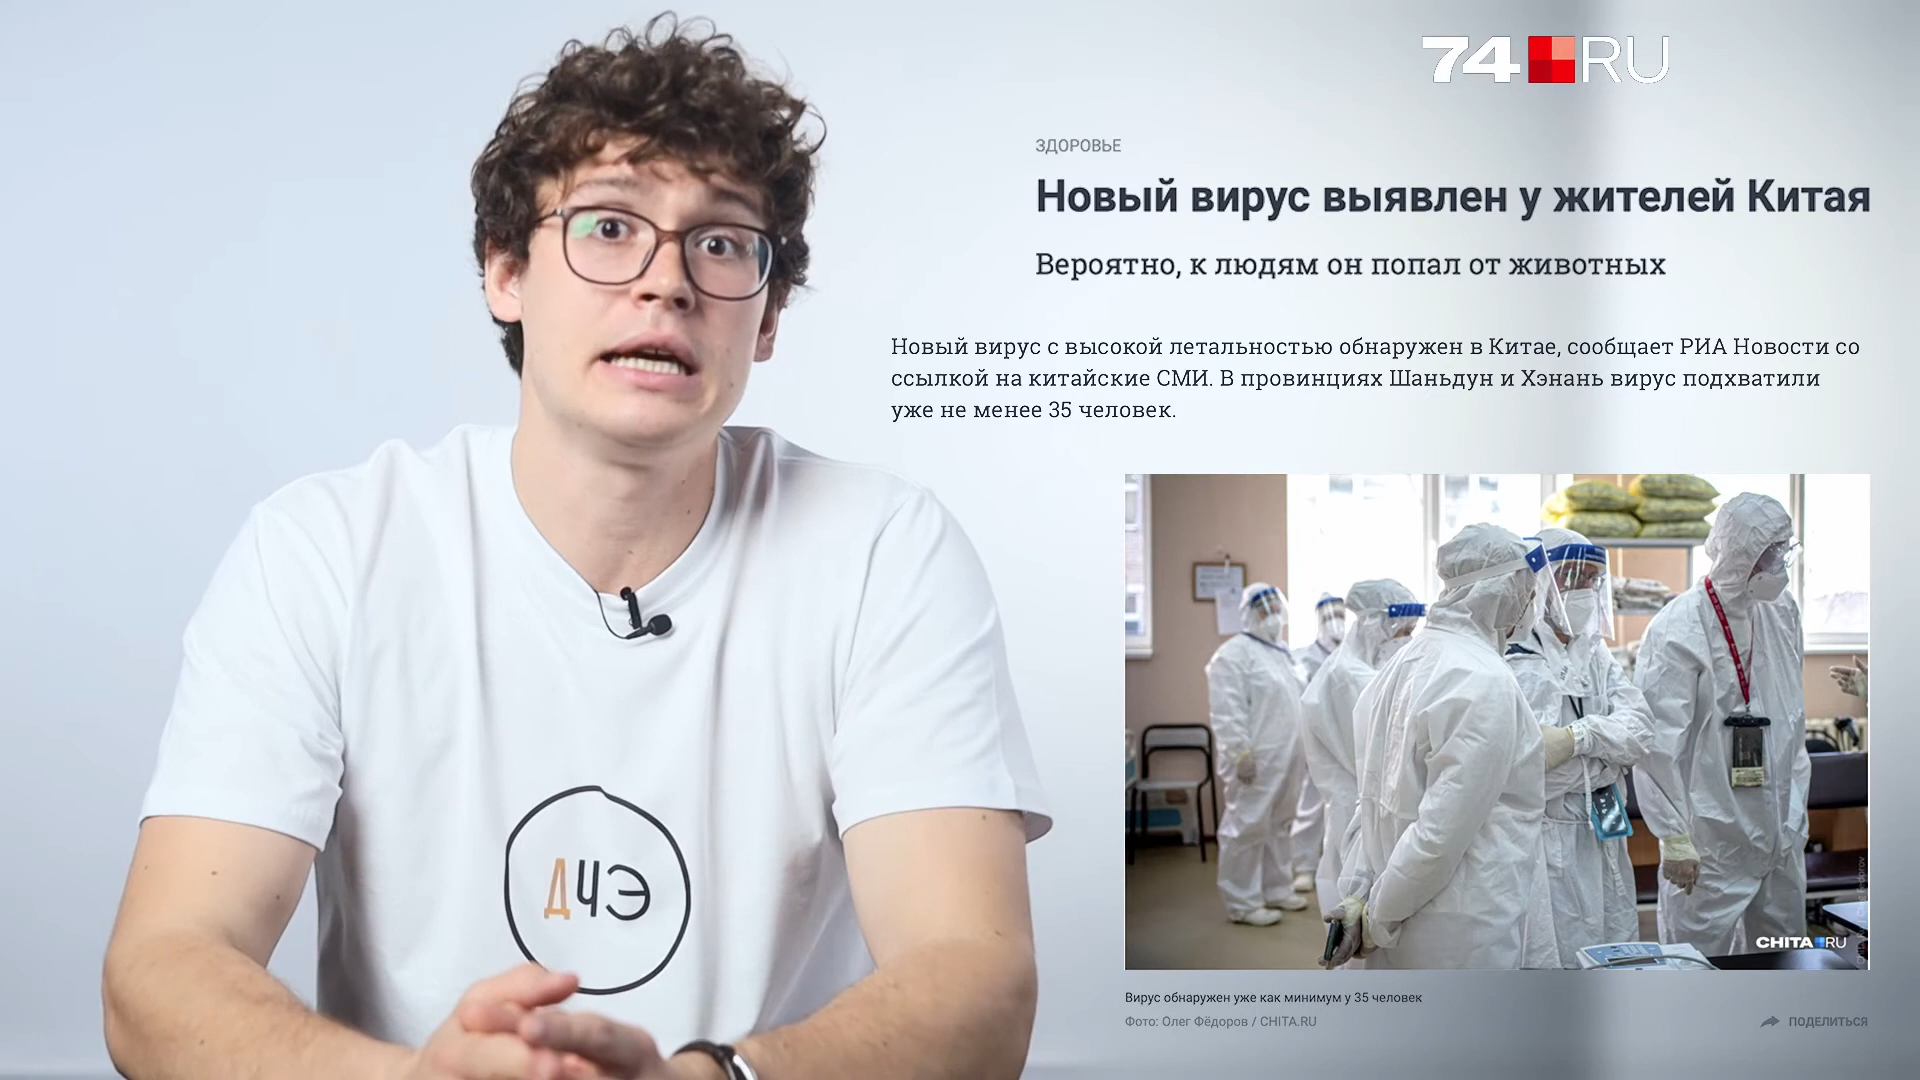 74 RU
ЗДОРОВЬЕ
Новый вирус выявлен у жителей Китая
Вероятно, к людям он попал от животных
Новый вирус с высокой летальностью обнаружен в Китае, сообщает РИА Новости со
ссылкой на китайские СМИ. В провинциях Шаньдун и Хэнань вирус подхватили
уже не менее 35 человек.
ДЧЭ
CHITA RU
Вирус обнаружен уже как минимум у 35 человек
Фото: Олег Фёдоров / CHITA.RU
ПОДЕЛИТЬСЯ